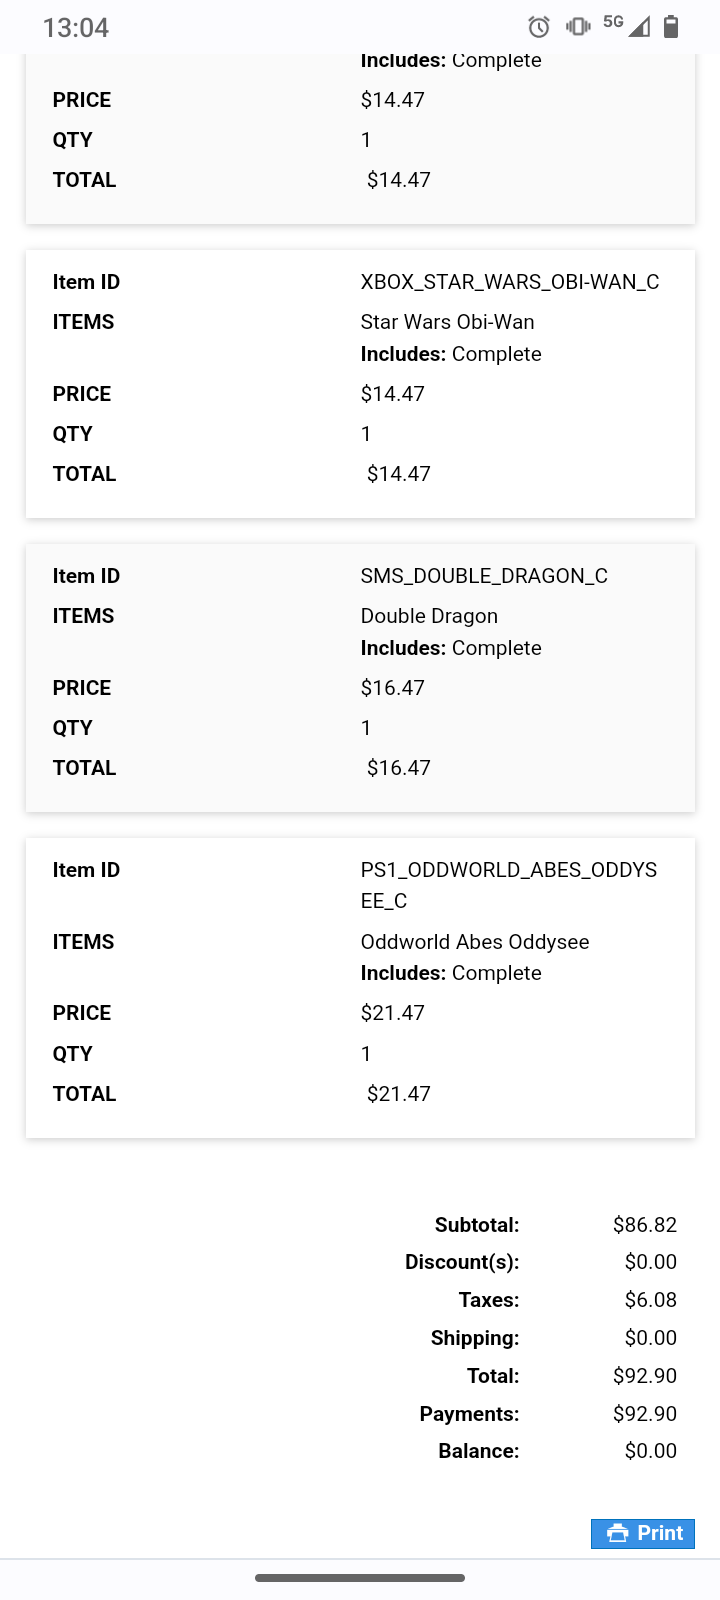 13:04
5G
Includes: Complete
PRICE $14.47
QTY 1
TOTAL $14.47
Item ID XBOX_STAR_WARS_OBI-WAN_C
ITEMS Star Wars Obi-Wan
Includes: Complete
PRICE $14.47
QTY 1
TOTAL $14.47
Item ID SMS_DOUBLE_DRAGON_C
ITEMS Double Dragon
Includes: Complete
PRICE $16.47
QTY 1
TOTAL $16.47
Item ID PS1_ODDWORLD_ABES_ODDYS
EE_C
ITEMS Oddworld Abes Oddysee
Includes: Complete
PRICE $21.47
QTY 1
TOTAL $21.47
Subtotal: $86.82
Discount(s): $0.00
Taxes: $6.08
Shipping: $0.00
Total: $92.90
Payments: $92.90
Balance: $0.00
Print